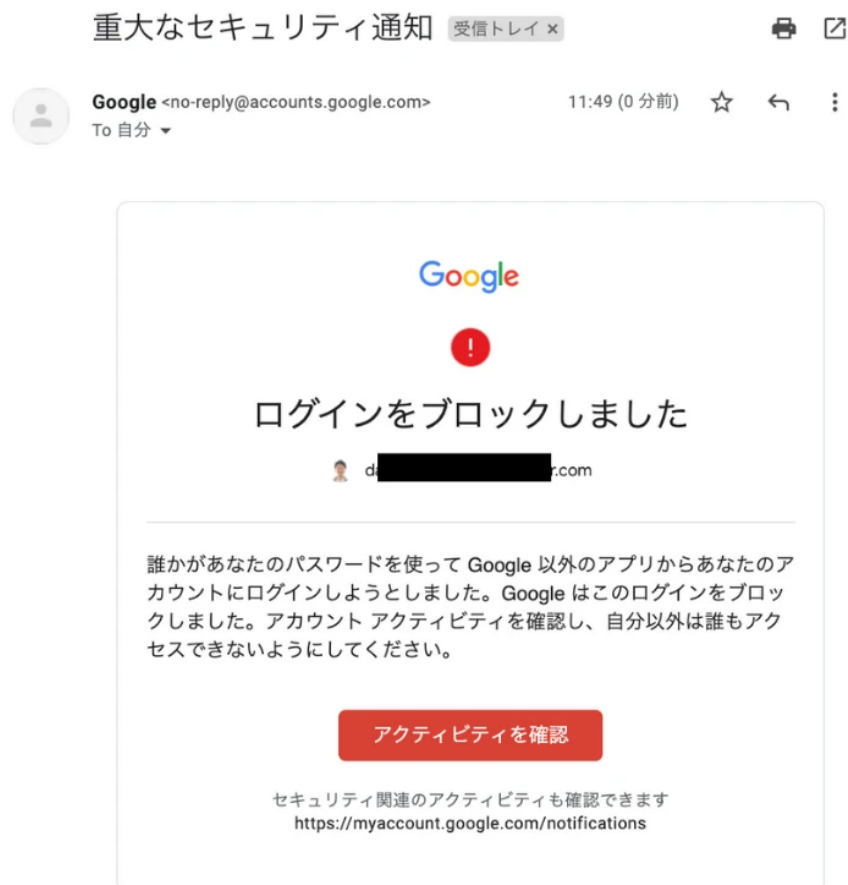 重大なセキュリティ通知 受信トレイ ×
Google <no-reply@accounts.google.com> 11:49 (0 分前)
To 自分
Google
!
ログインをブロックしました
d r.com
誰かがあなたのパスワードを使って Google 以外のアプリからあなたのア
カウントにログインしようとしました。Google はこのログインをブロッ
クしました。アカウント アクティビティを確認し、自分以外は誰もアク
セスできないようにしてください。
アクティビティを確認
セキュリティ関連のアクティビティも確認できます
https://myaccount.google.com/notifications